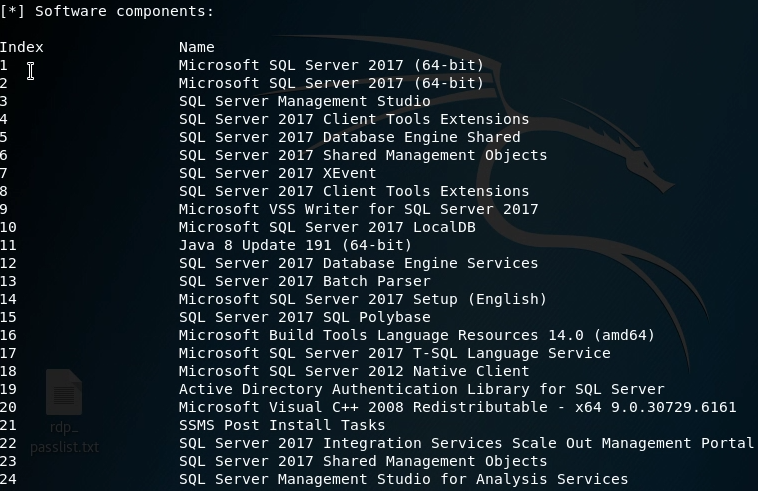 [*] Software components:
Index Name
1 Microsoft SQL Server 2017 (64-bit)
2 Microsoft SQL Server 2017 (64-bit)
3 SQL Server Management Studio
4 SQL Server 2017 Client Tools Extensions
5 SQL Server 2017 Database Engine Shared
6 SQL Server 2017 Shared Management Objects
7 SQL Server 2017 XEvent
8 SQL Server 2017 Client Tools Extensions
9 Microsoft VSS Writer for SQL Server 2017
10 Microsoft SQL Server 2017 LocalDB
11 Java 8 Update 191 (64-bit)
12 SQL Server 2017 Database Engine Services
13 SQL Server 2017 Batch Parser
14 Microsoft SQL Server 2017 Setup (English)
15 SQL Server 2017 SQL Polybase
16 Microsoft Build Tools Language Resources 14.0 (amd64)
17 Microsoft SQL Server 2017 T-SQL Language Service
18 Microsoft SQL Server 2012 Native Client
19 Active Directory Authentication Library for SQL Server
20 Microsoft Visual C++ 2008 Redistributable - x64 9.0.30729.6161
21 SSMS Post Install Tasks
22 SQL Server 2017 Integration Services Scale Out Management Portal
23 SQL Server 2017 Shared Management Objects
24 SQL Server Management Studio for Analysis Services
rdp_
passlist.txt